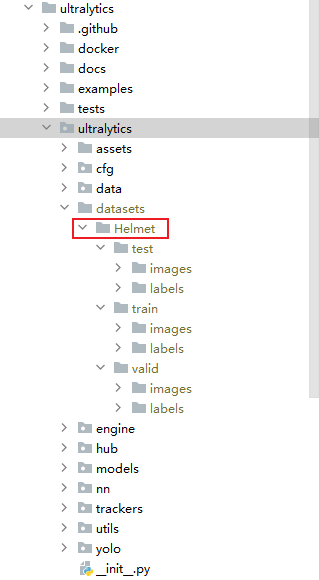 ultralytics
.github
docker
docs
examples
tests
ultralytics
assets
cfg
data
datasets
Helmet
test
images
labels
train
images
labels
valid
images
labels
engine
hub
models
nn
trackers
utils
yolo
__init__.py